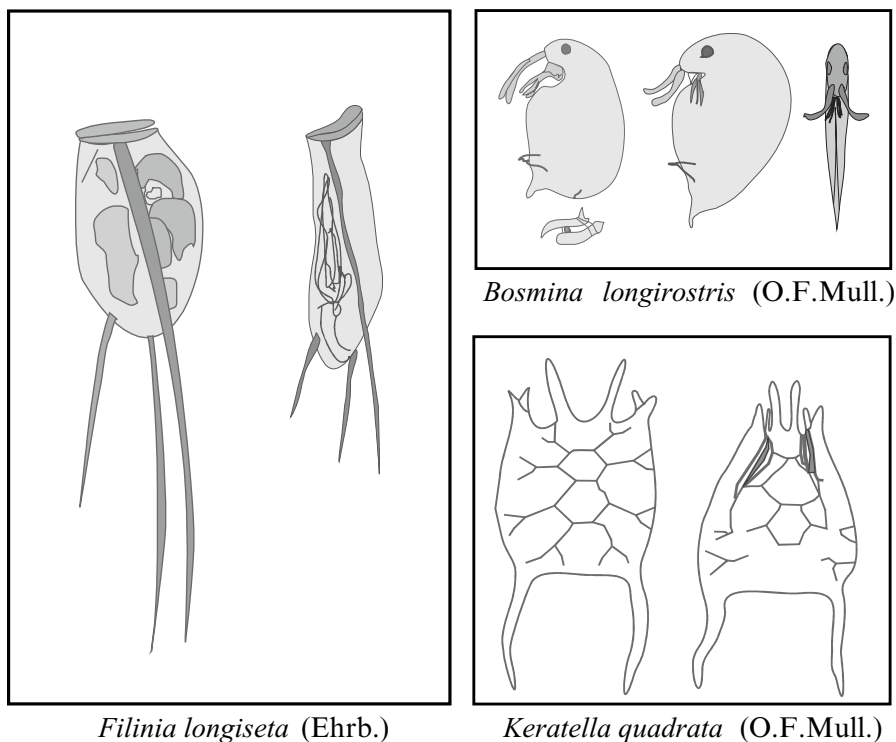 Bosmina longirostris (O.F.Mull.)
Filinia longiseta (Ehrb.)
Keratella quadrata (O.F.Mull.)